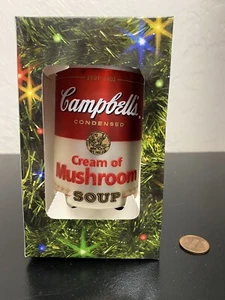 Campbell's
CONDENSED
Cream of
Mushroom
SOUP